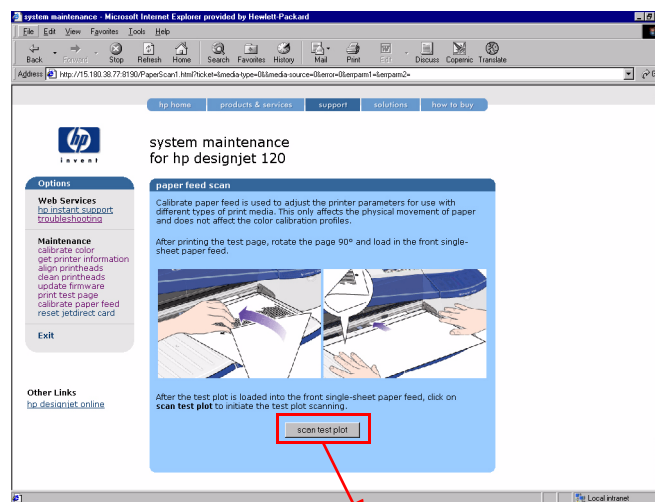 system maintenance - Microsoft Internet Explorer provided by Hewlett-Packard
File Edit View Favorites Tools Help
Back Forward Stop Refresh Home Search Favorites History Mail Print Edit Discuss Copernic Translate
Address http://15.180.38.77:8190/PaperScan1.html?ticket=&media-type=0&media-source=0&error=0&errparm1=&errparm2=
hp home products & services support solutions how to buy
hp
invent
system maintenance
for hp designjet 120
Options
Web Services
hp instant support
troubleshooting
Maintenance
calibrate color
get printer information
align printheads
clean printheads
update firmware
print test page
calibrate paper feed
reset jetdirect card
Exit
Other Links
hp designjet online
paper feed scan
Calibrate paper feed is used to adjust the printer parameters for use with
different types of print media. This only affects the physical movement of paper
and does not affect the color calibration profiles.
After printing the test page, rotate the page 90º and load in the front single-
sheet paper feed.
After the test plot is loaded into the front single-sheet paper feed, click on
scan test plot to initiate the test plot scanning.
scan test plot
Local intranet